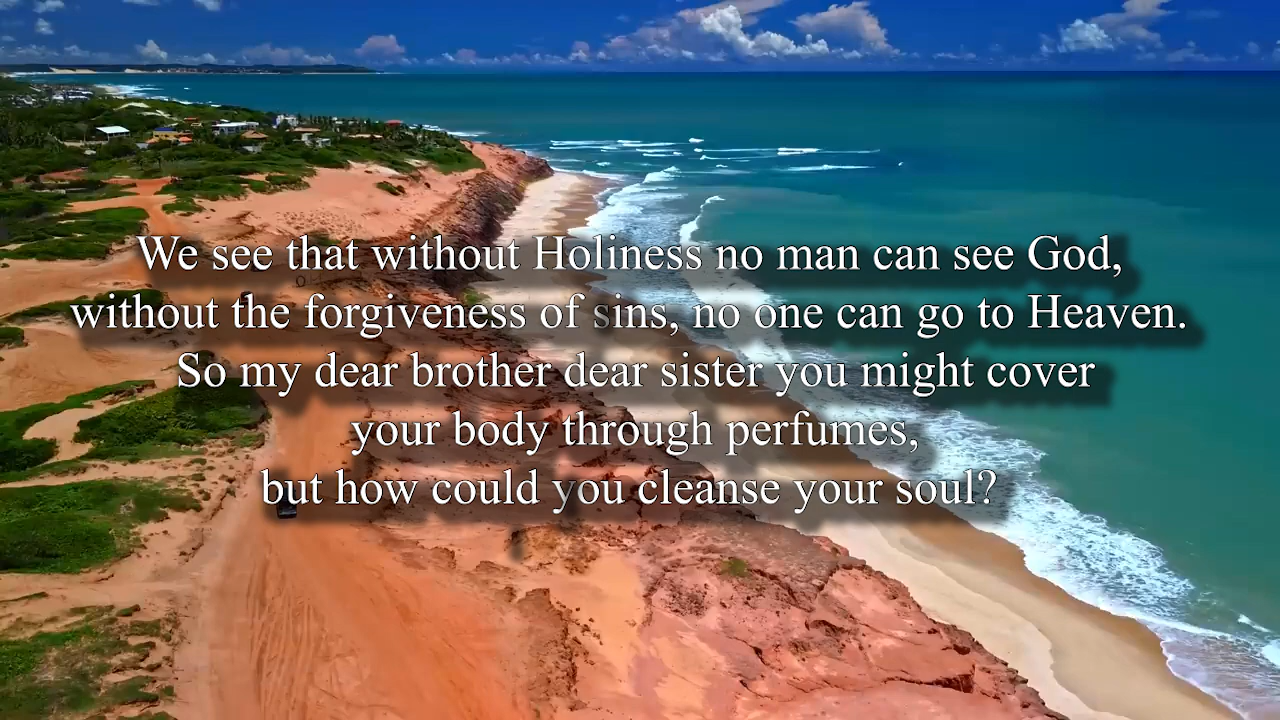 We see that without Holiness no man can see God,
without the forgiveness of sins, no one can go to Heaven.
So my dear brother dear sister you might cover
your body through perfumes,
but how could you cleanse your soul?